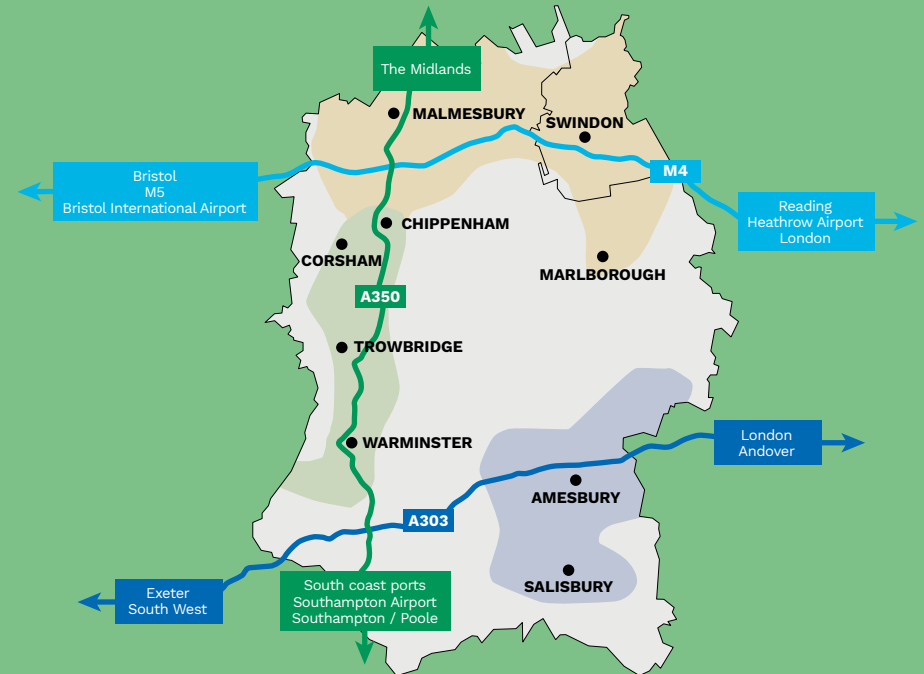 The Midlands
MALMESBURY
SWINDON
M4
Bristol
M5
Bristol International Airport
Reading
Heathrow Airport
London
CHIPPENHAM
CORSHAM
MARLBOROUGH
A350
TROWBRIDGE
WARMINSTER
London
Andover
AMESBURY
A303
SALISBURY
Exeter
South West
South coast ports
Southampton Airport
Southampton / Poole